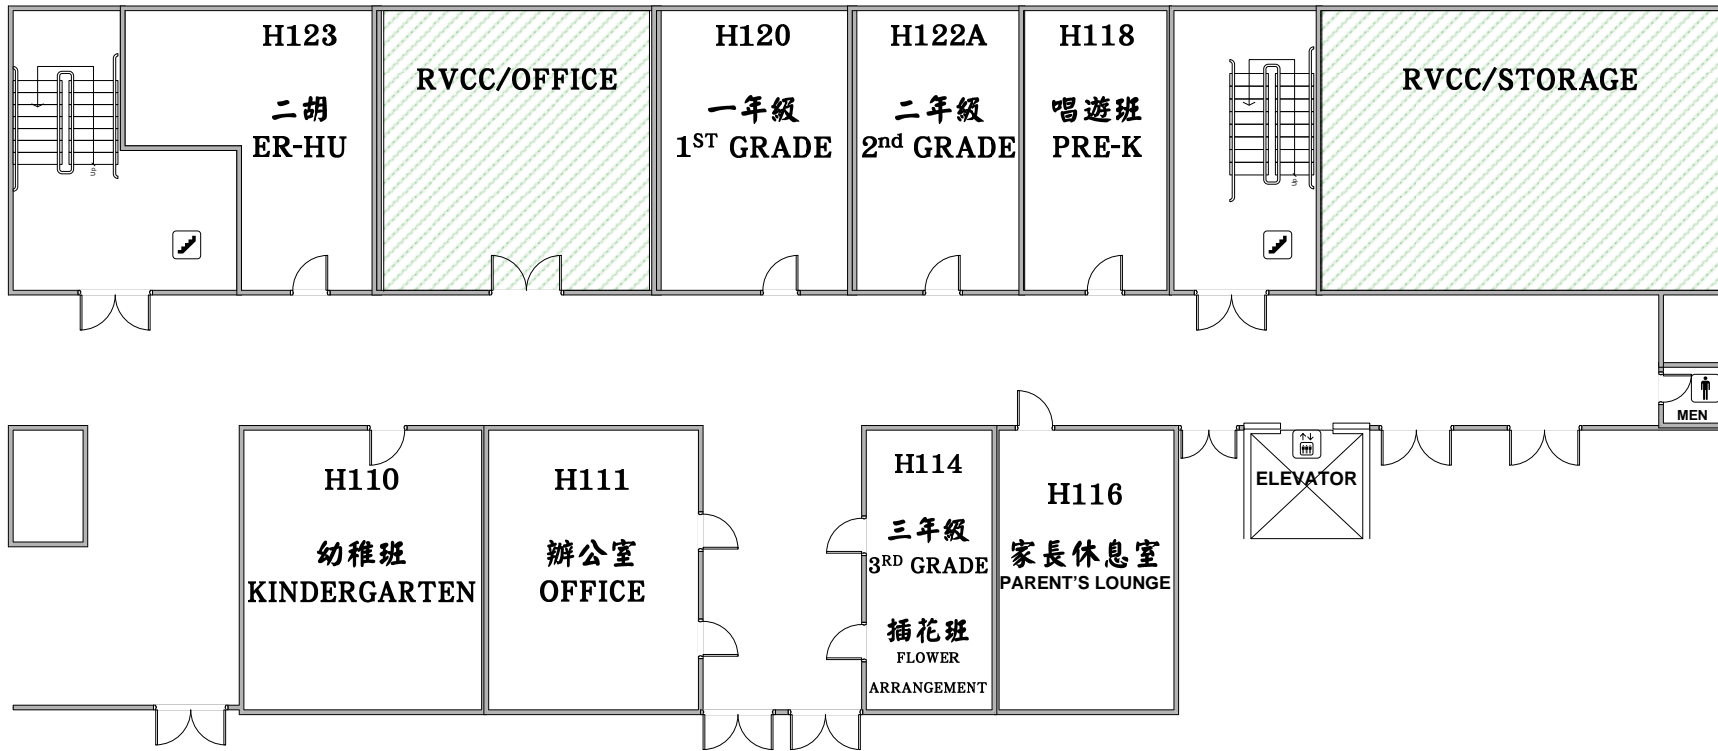 H123
二胡
ER-HU
RVCC/OFFICE
H120
一年級
1ST GRADE
H122A
二年級
2nd GRADE
H118
唱遊班
PRE-K
RVCC/STORAGE
UP
UP
MEN
H110
幼稚班
KINDERGARTEN
H111
辦公室
OFFICE
H114
三年級
3RD GRADE
插花班
FLOWER
ARRANGEMENT
H116
家長休息室
PARENT'S LOUNGE
ELEVATOR